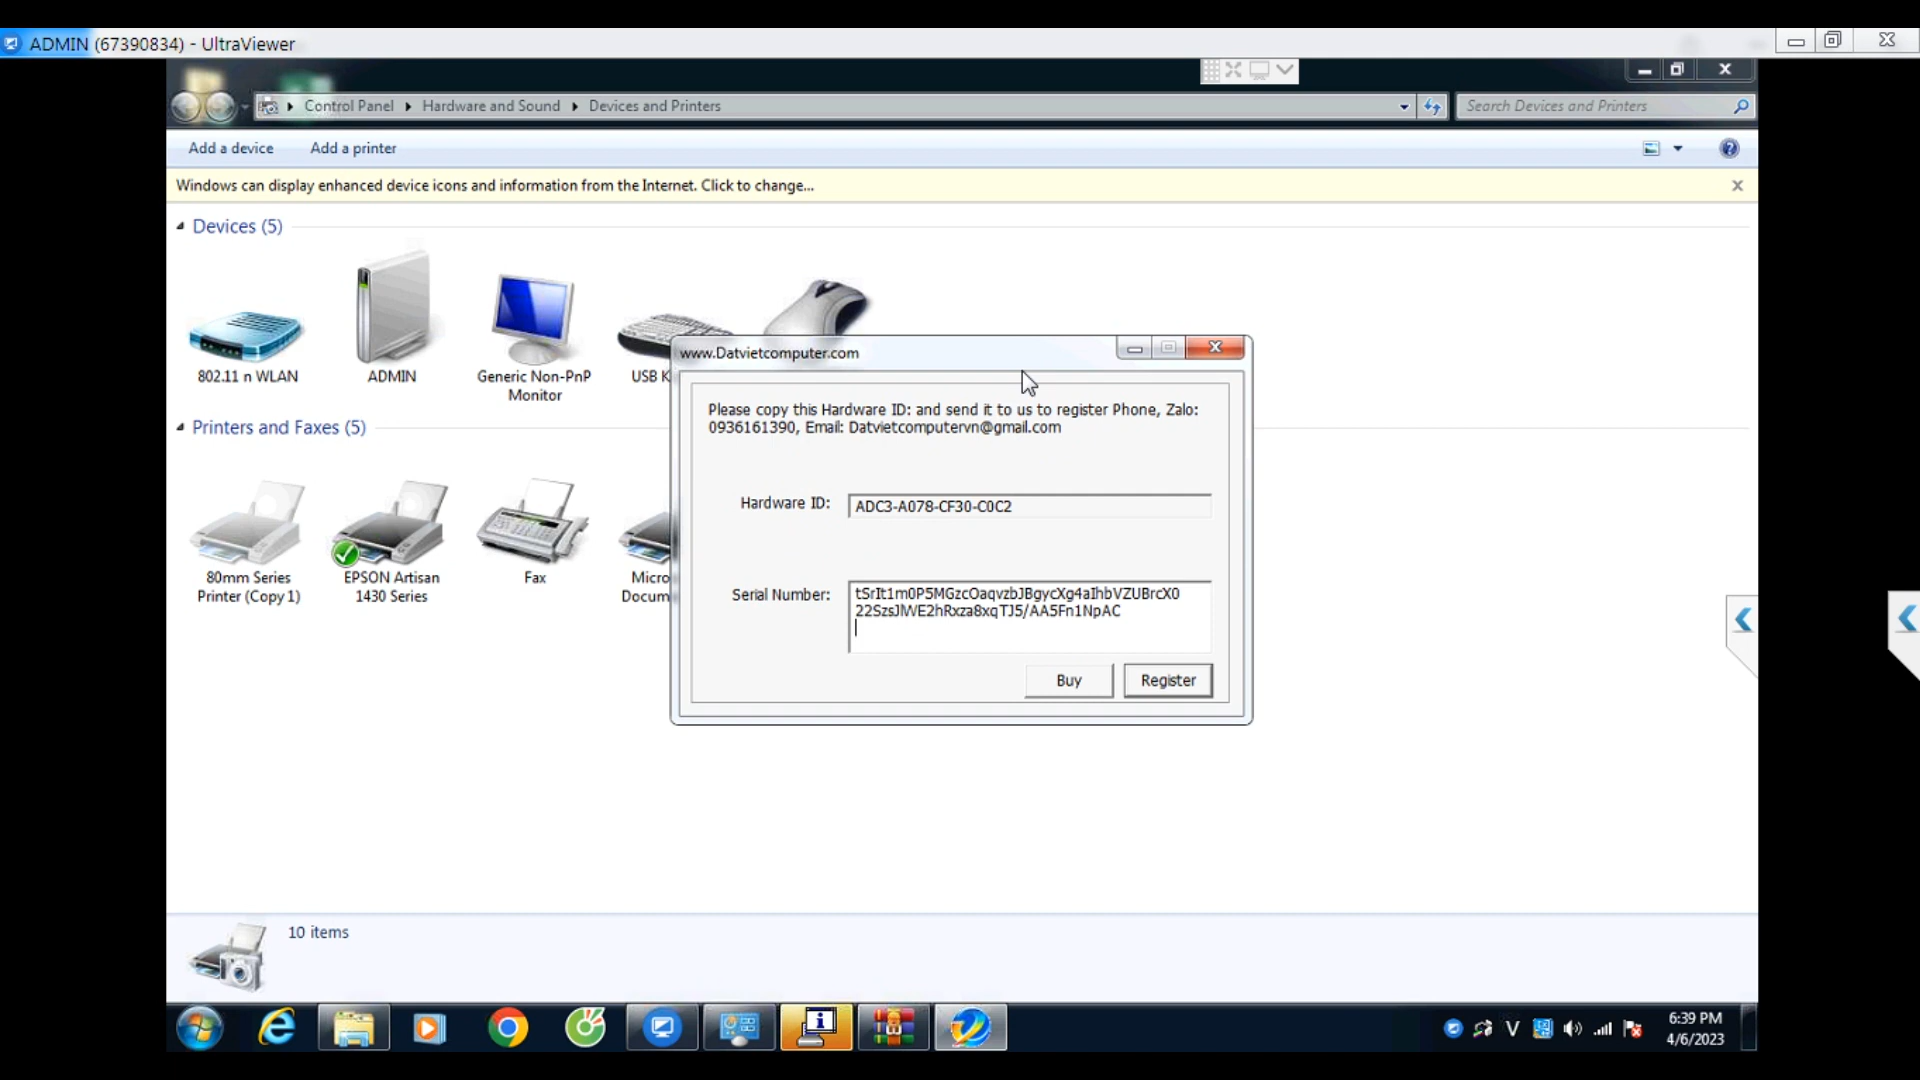 ADMIN (67390834) - UltraViewer
Control Panel Hardware and Sound Devices and Printers
Search Devices and Printers
Add a device Add a printer
Windows can display enhanced device icons and information from the Internet. Click to change...
Devices (5)
802.11 n WLAN
ADMIN
Generic Non-PnP
Monitor
USB K
Printers and Faxes (5)
80mm Series
Printer (Copy 1)
EPSON Artisan
1430 Series
Fax
Micro
Docum
www.Datvietcomputer.com
Please copy this Hardware ID: and send it to us to register Phone, Zalo:
0936161390, Email: Datvietcomputervn@gmail.com
Hardware ID: ADC3-A078-CF30-C0C2
Serial Number:
Buy Register
10 items
V
6:39 PM
4/6/2023